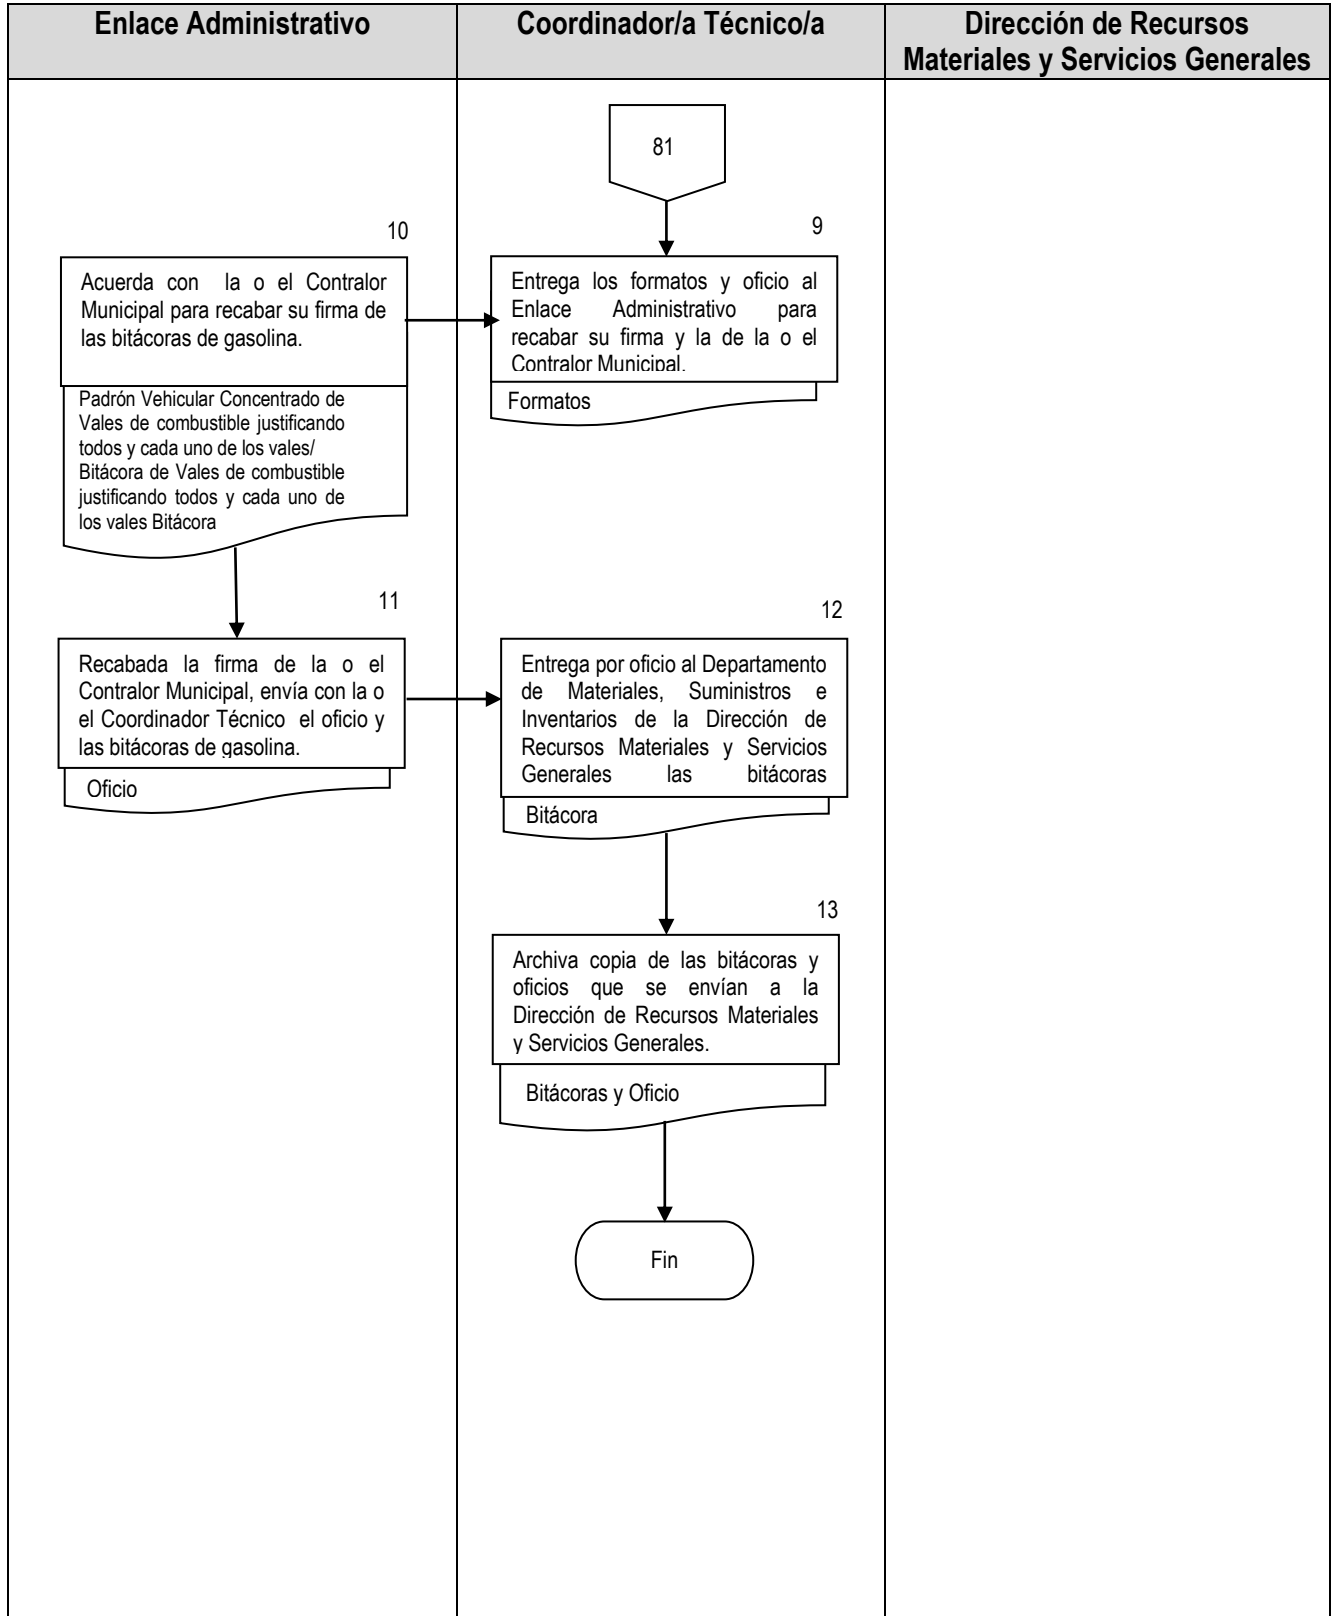 Enlace Administrativo
Coordinador/a Técnico/a
Dirección de Recursos
Materiales y Servicios Generales
81
9
Entrega los formatos y oficio al
Enlace Administrativo para
recabar su firma y la de la o el
Contralor Municipal.
Formatos
10
Acuerda con la o el Contralor
Municipal para recabar su firma de
las bitácoras de gasolina.
Padrón Vehicular Concentrado de
Vales de combustible justificando
todos y cada uno de los vales/
Bitácora de Vales de combustible
justificando todos y cada uno de
los vales Bitácora
11
Recabada la firma de la o el
Contralor Municipal, envía con la o
el Coordinador Técnico el oficio y
las bitácoras de gasolina.
Oficio
12
Entrega por oficio al Departamento
de Materiales, Suministros e
Inventarios de la Dirección de
Recursos Materiales y Servicios
Generales las bitácoras
Bitácora
13
Archiva copia de las bitácoras y
oficios que se envían a la
Dirección de Recursos Materiales
y Servicios Generales.
Bitácoras y Oficio
Fin